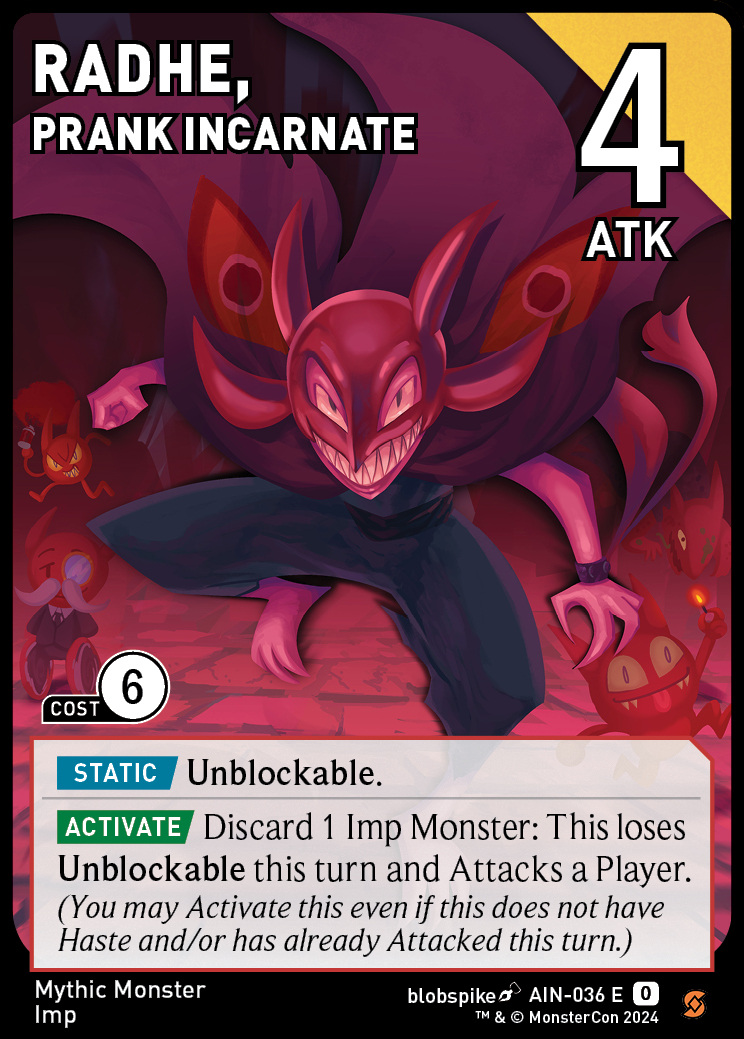 RADHE,
PRANK INCARNATE
4
ATK
COST 6
STATIC Unblockable.
ACTIVATE Discard 1 Imp Monster: This loses
Unblockable this turn and Attacks a Player.
(You may Activate this even if this does not have
Haste and/or has already Attacked this turn.)
Mythic Monster
Imp
blobspike AIN-036 E 0
™ & © MonsterCon 2024